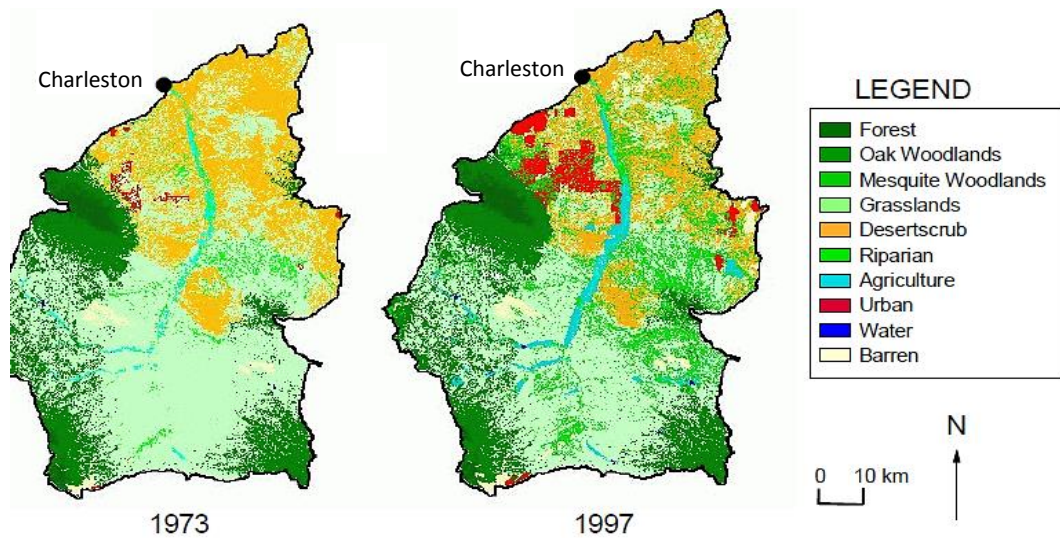 Charleston
Charleston
LEGEND
Forest
Oak Woodlands
Mesquite Woodlands
Grasslands
Desertscrub
Riparian
Agriculture
Urban
Water
Barren
N
0 10 km
1973
1997